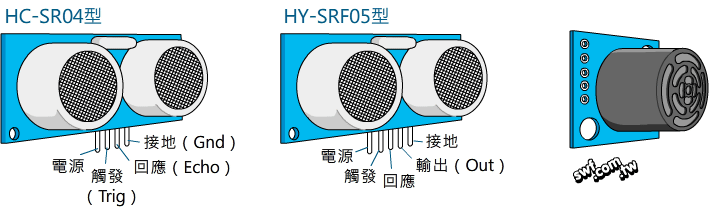 HC-SR04型
HY-SRF05型
接地（Gnd）
電源
回應（Echo）
觸發
（Trig）
接地
電源
輸出（Out）
觸發
回應
swf.com.tw